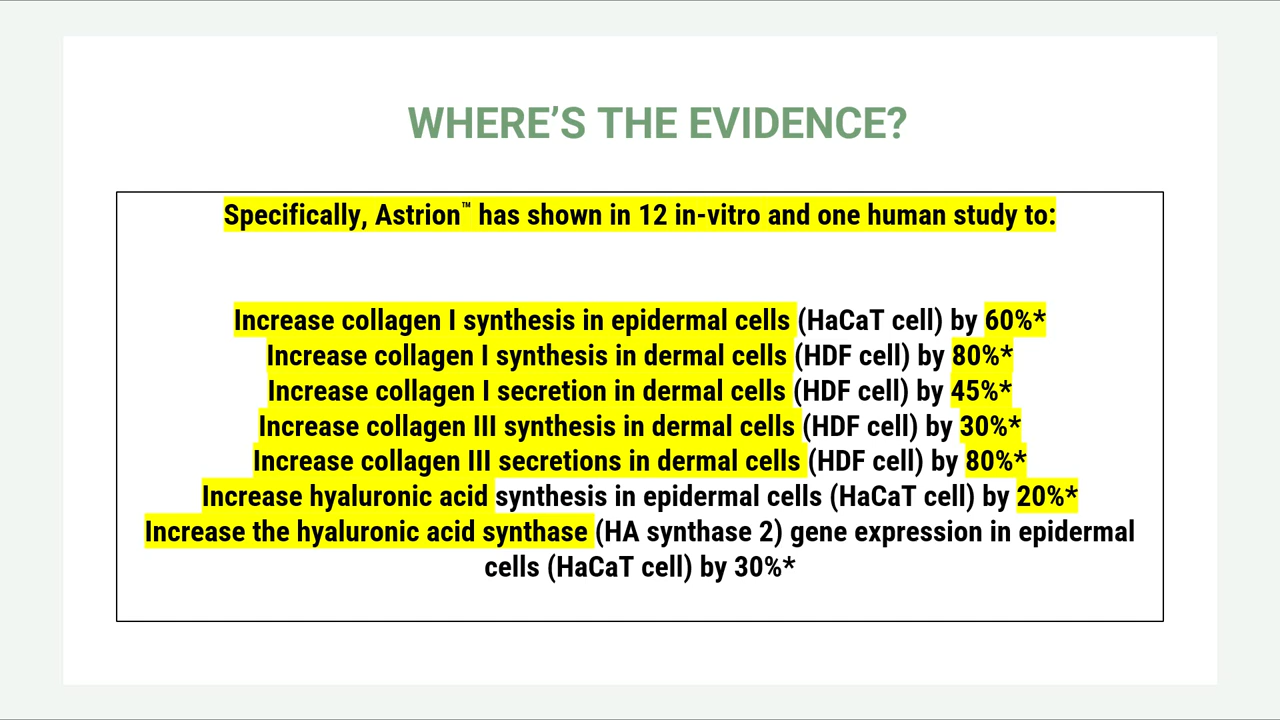 WHERE’S THE EVIDENCE?
Specifically, Astrion™ has shown in 12 in-vitro and one human study to:
Increase collagen I synthesis in epidermal cells (HaCaT cell) by 60%*
Increase collagen I synthesis in dermal cells (HDF cell) by 80%*
Increase collagen I secretion in dermal cells (HDF cell) by 45%*
Increase collagen III synthesis in dermal cells (HDF cell) by 30%*
Increase collagen III secretions in dermal cells (HDF cell) by 80%*
Increase hyaluronic acid synthesis in epidermal cells (HaCaT cell) by 20%*
Increase the hyaluronic acid synthase (HA synthase 2) gene expression in epidermal
cells (HaCaT cell) by 30%*